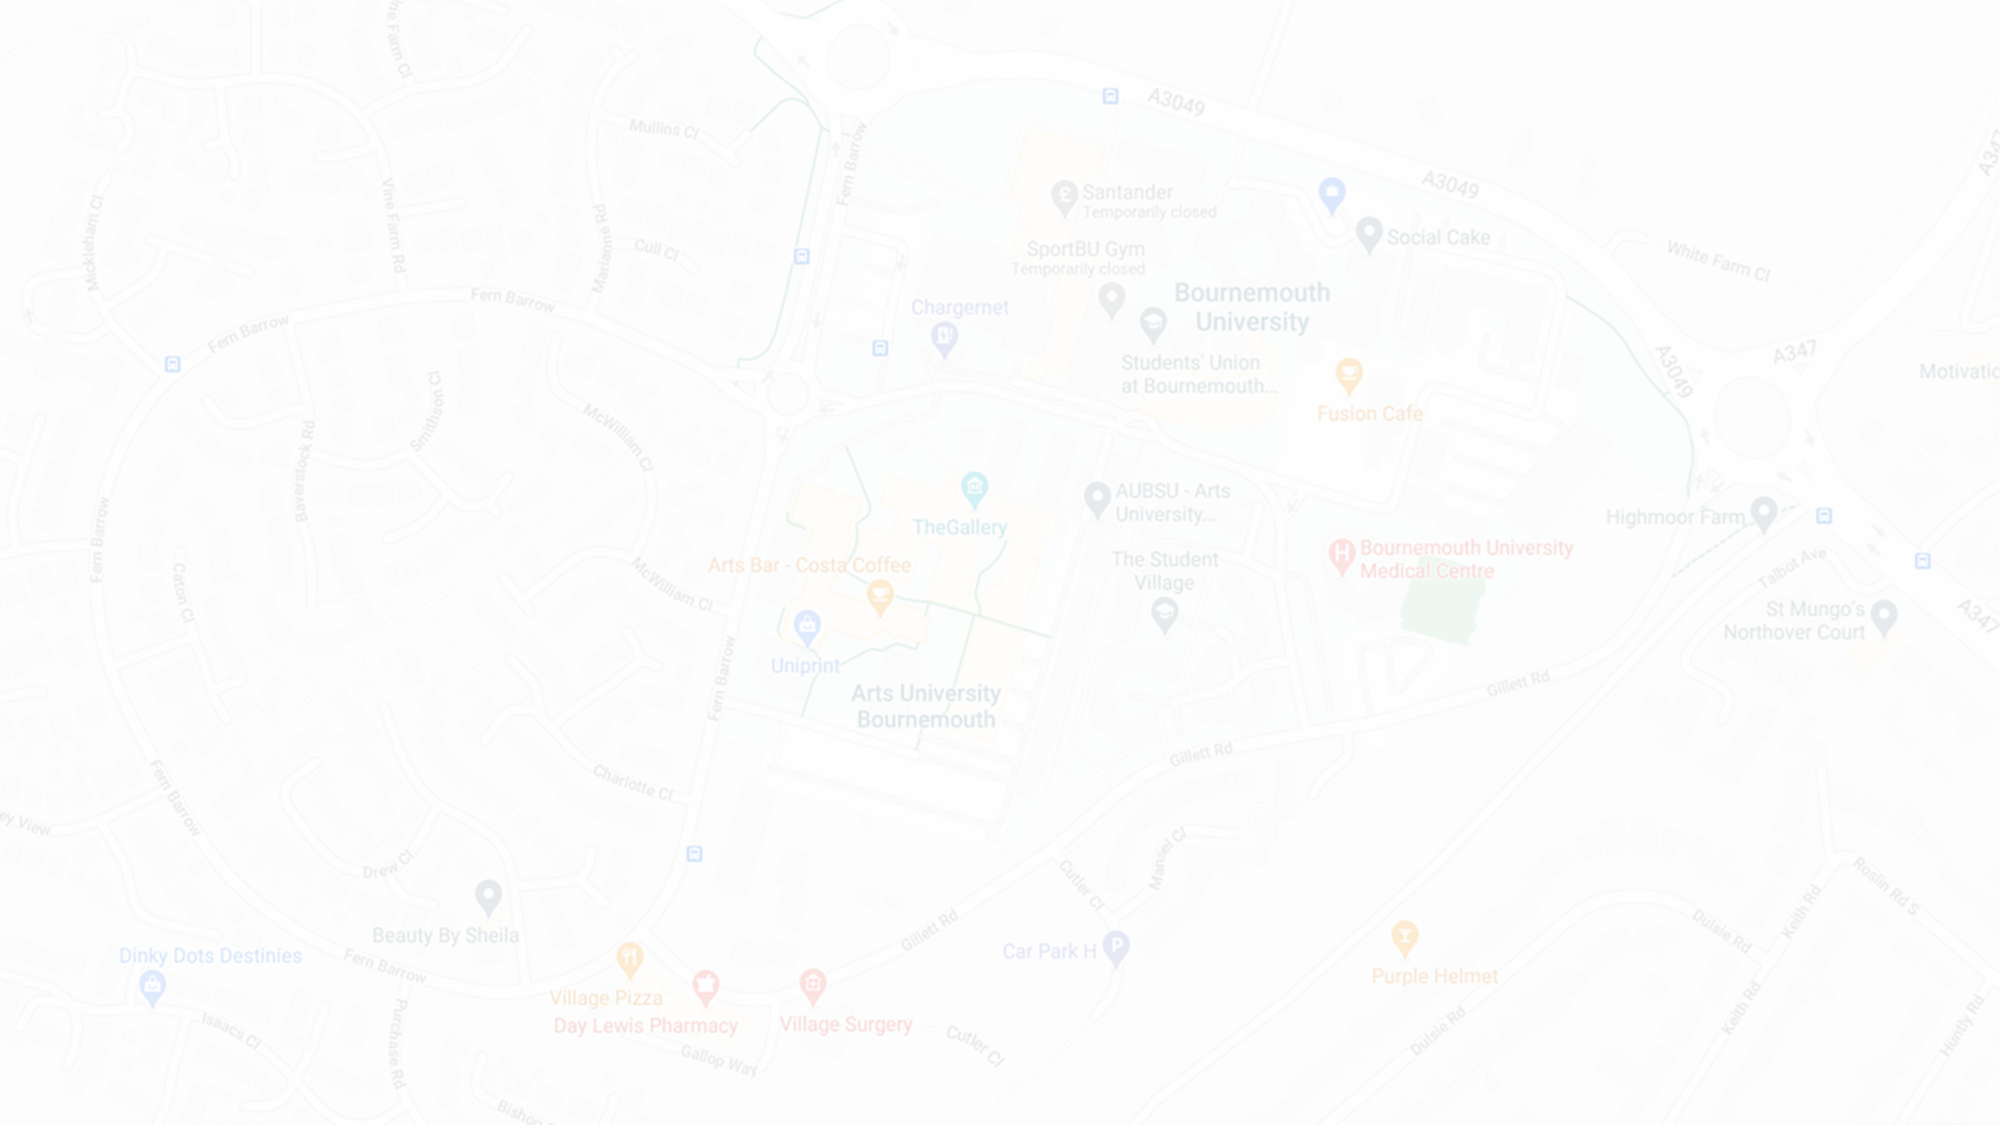 ne Farm Cl
A3049
Mullins Cl
Fern Barrow
A347
Santander
Temporarily closed
A3049
Vine Farm Rd
Mickleham Cl
Marianne Rd
Cull Cl
SportBU Gym
Temporarily closed
Social Cake
White Farm Cl
Fern Barrow
Fern Barrow
Chargernet
Bournemouth
University
Students' Union
at Bournemouth...
A3049
A347
Motivatio
Fusion Cafe
Smithson Cl
McWilliam Cl
Baverstock Rd
Fern Barrow
TheGallery
AUBSU - Arts
University...
Highmoor Farm
Arts Bar - Costa Coffee
The Student
Village
Bournemouth University
Medical Centre
Talbot Ave
Caton Cl
McWilliam Cl
St Mungo's
Northover Court
A347
Uniprint
Fern Barrow
Arts University
Bournemouth
Gillett Rd
Gillett Rd
Fern Barrow
Charlotte Cl
ey View
Drew Cl
Mansel Cl
Cutler Cl
Roslin Rd S
Keith Rd
Beauty By Sheila
Gillett Rd
Dulsie Rd
Dinky Dots Destinies
Fern Barrow
Car Park H
Purple Helmet
Village Pizza
Day Lewis Pharmacy
Village Surgery
Keith Rd
Isaacs Cl
Purchase Rd
Gallop Way
Cutler Cl
Dulsie Rd
Huntly Rd
Bishop